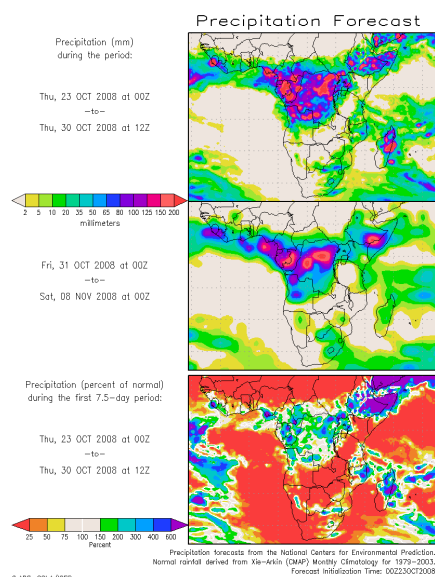 Precipitation Forecast
Precipitation (mm)
during the period:
Thu, 23 OCT 2008 at 00Z
-to-
Thu, 30 OCT 2008 at 12Z
2 5 10 20 35 50 65 80 100 125 150 200
millimeters
Fri, 31 OCT 2008 at 00Z
-to-
Sat, 08 NOV 2008 at 00Z
Precipitation (percent of normal)
during the first 7.5-day period:
Thu, 23 OCT 2008 at 00Z
-to-
Thu, 30 OCT 2008 at 12Z
25 50 75 100 150 200 300 400 600
Percent
Precipitation forecasts from the National Centers for Environmental Prediction.
Normal rainfall derived from Xie-Arkin (CMAP) Monthly Climatology for 1979-2003.
Forecast Initialization Time: 00Z23OCT2008